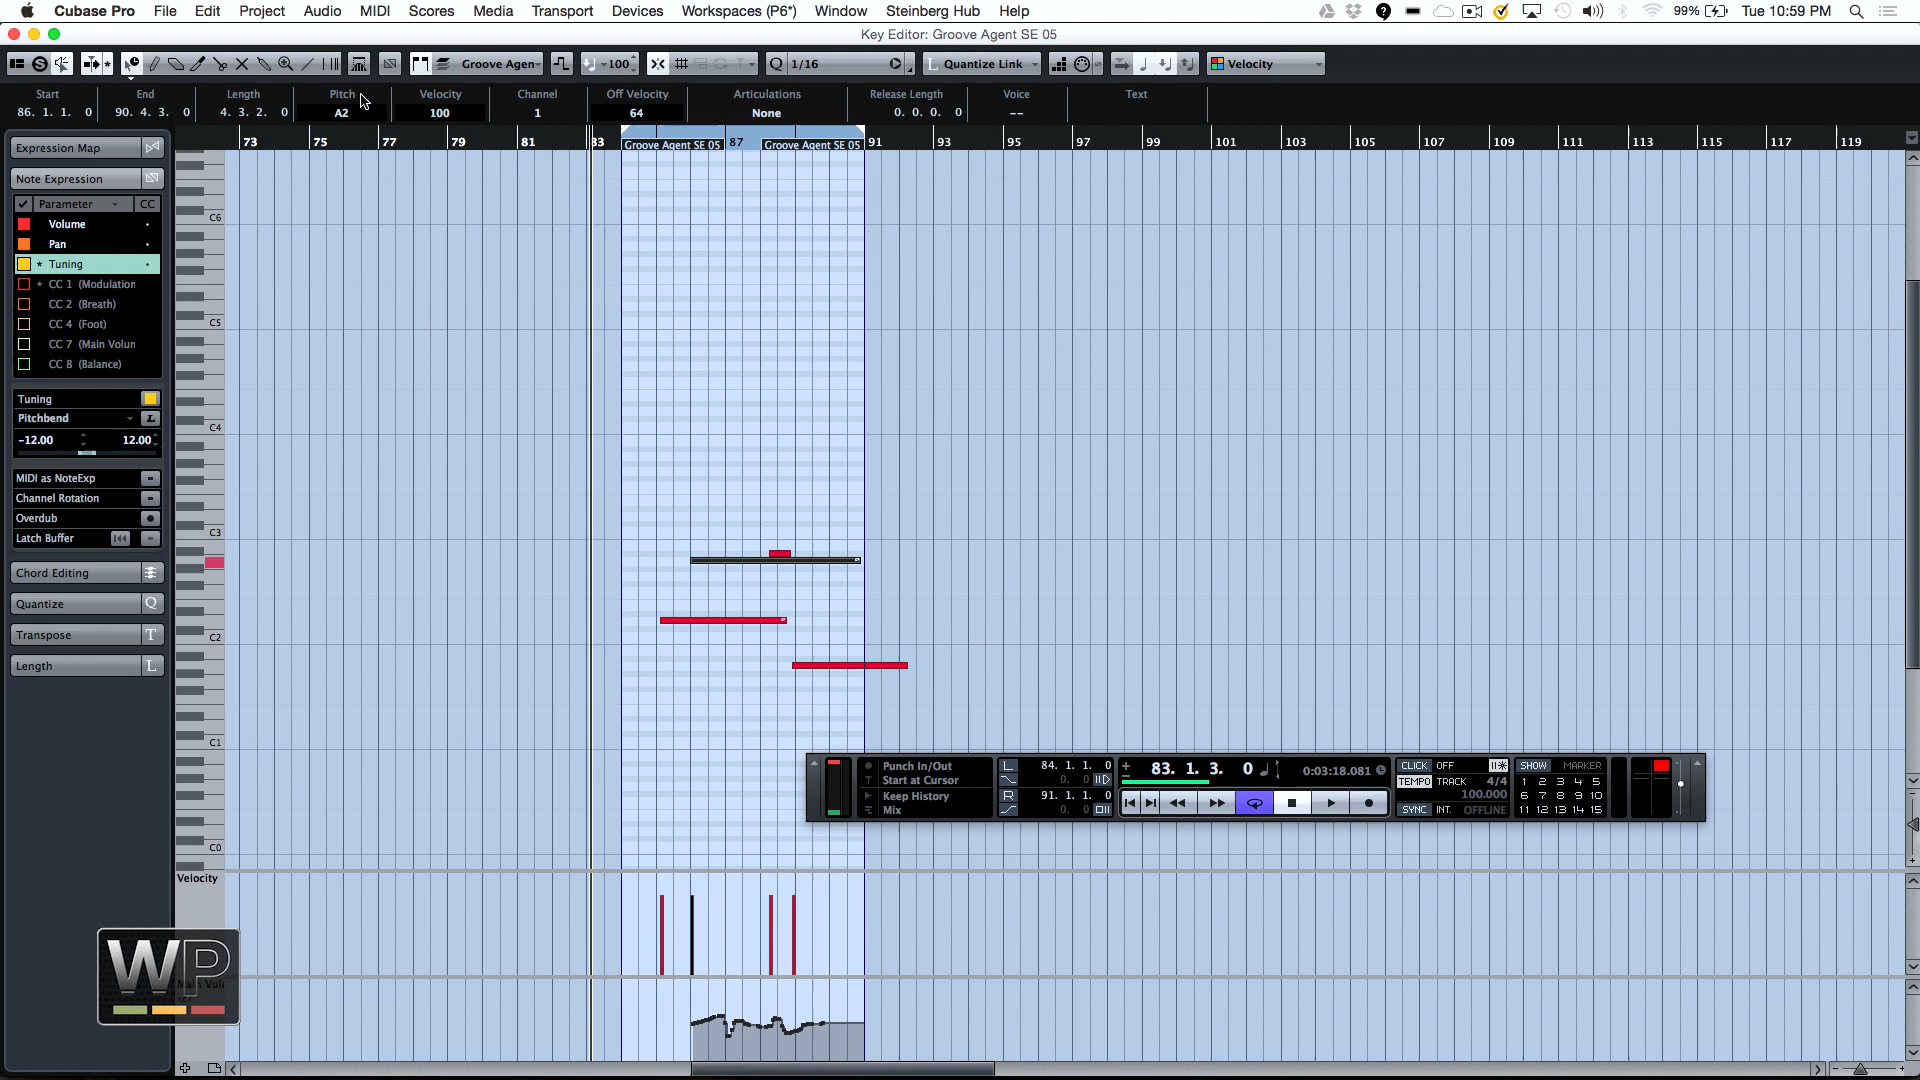 Cubase Pro File Edit Project Audio MIDI Scores Media Transport Devices Workspaces (P6*) Window Steinberg Hub Help 99% Tue 10:59 PM
Key Editor: Groove Agent SE 05
Groove Agen 100 Q 1/16 Quantize Link Velocity
Start End Length Pitch Velocity Channel Off Velocity Articulations Release Length Voice Text
86. 1. 1. 0 90. 4. 3. 0 4. 3. 2. 0 A2 100 1 64 None 0. 0. 0. 0 --
73 75 77 79 81 83 87 91 93 95 97 99 101 103 105 107 109 111 113 115 117 119
Groove Agent SE 05 Groove Agent SE 05
Expression Map
Note Expression
Parameter CC
Volume
Pan
* Tuning
* CC 1 (Modulation
CC 2 (Breath)
CC 4 (Foot)
CC 7 (Main Volun
CC 8 (Balance)
Tuning
Pitchbend L
-12.00 12.00
MIDI as NoteExp
Channel Rotation
Overdub
Latch Buffer
Chord Editing
Quantize Q
Transpose T
Length L
C6
C5
C4
C3
C2
C1
C0
Punch In/Out L 84. 1. 1. 0 83. 1. 3. 0 0:03:18.081 CLICK OFF SHOW MARKER
Start at Cursor 0. 0 TEMPO TRACK 4/4 1 2 3 4 5
Keep History R 91. 1. 1. 0 100.000 6 7 8 9 10
Mix 0. 0 SYNC INT. OFFLINE 11 12 13 14 15
Velocity
WP